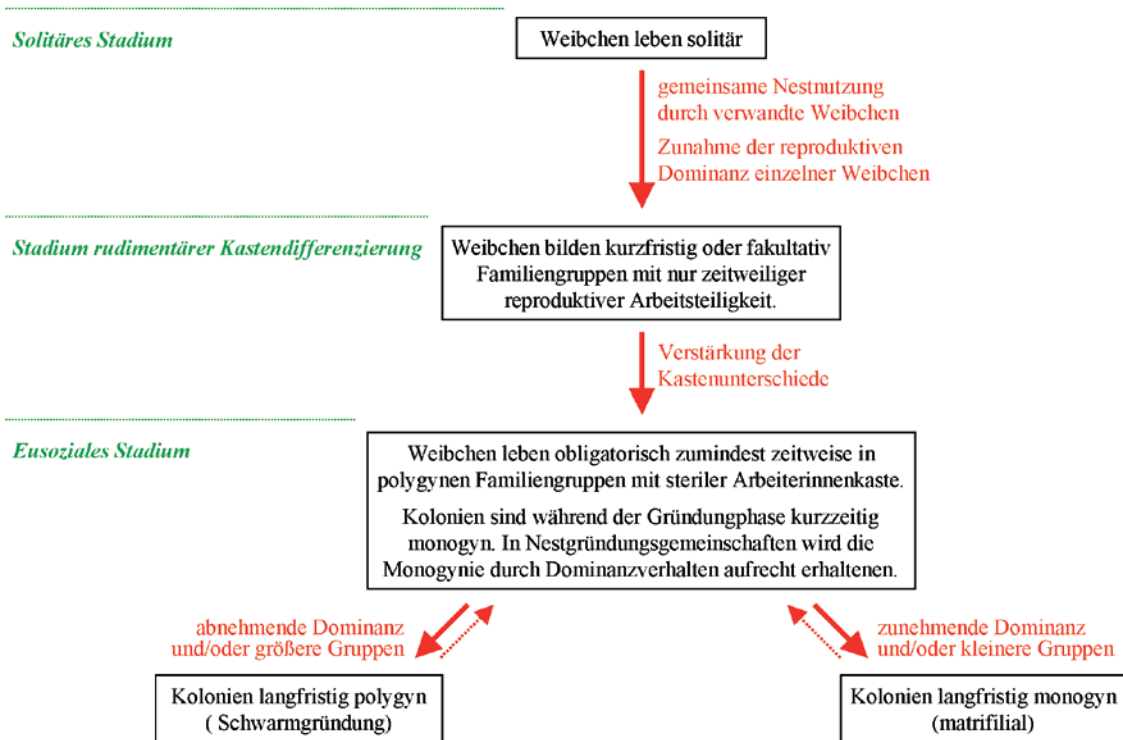 Solitäres Stadium
Weibchen leben solitär
gemeinsame Nestnutzung
durch verwandte Weibchen
Zunahme der reproduktiven
Dominanz einzelner Weibchen
Stadium rudimentärer Kastendifferenzierung
Weibchen bilden kurzfristig oder fakultativ
Familiengruppen mit nur zeitweiliger
reproduktiver Arbeitsteiligkeit.
Verstärkung der
Kastenunterschiede
Eusoziales Stadium
Weibchen leben obligatorisch zumindest zeitweise in
polygynen Familiengruppen mit steriler Arbeiterinnenkaste.
Kolonien sind während der Gründungphase kurzzeitig
monogyn. In Nestgründungsgemeinschaften wird die
Monogynie durch Dominanzverhalten aufrecht erhaltenen.
abnehmende Dominanz
und/oder größere Gruppen
zunehmende Dominanz
und/oder kleinere Gruppen
Kolonien langfristig polygyn
( Schwarmgründung)
Kolonien langfristig monogyn
(matrifilial)